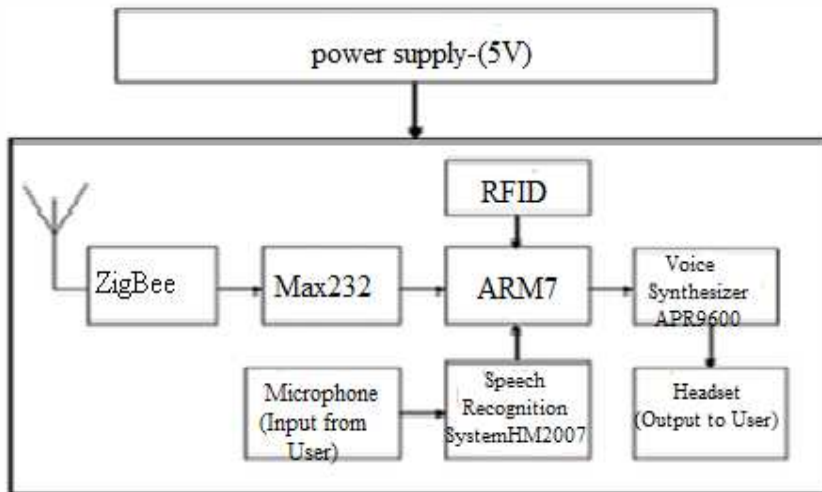 power supply-(5V)
RFID
ZigBee
Max232
ARM7
Voice
Synthesizer
APR9600
Microphone
(Input from
User)
Speech
Recognition
SystemHM2007
Headset
(Output to User)